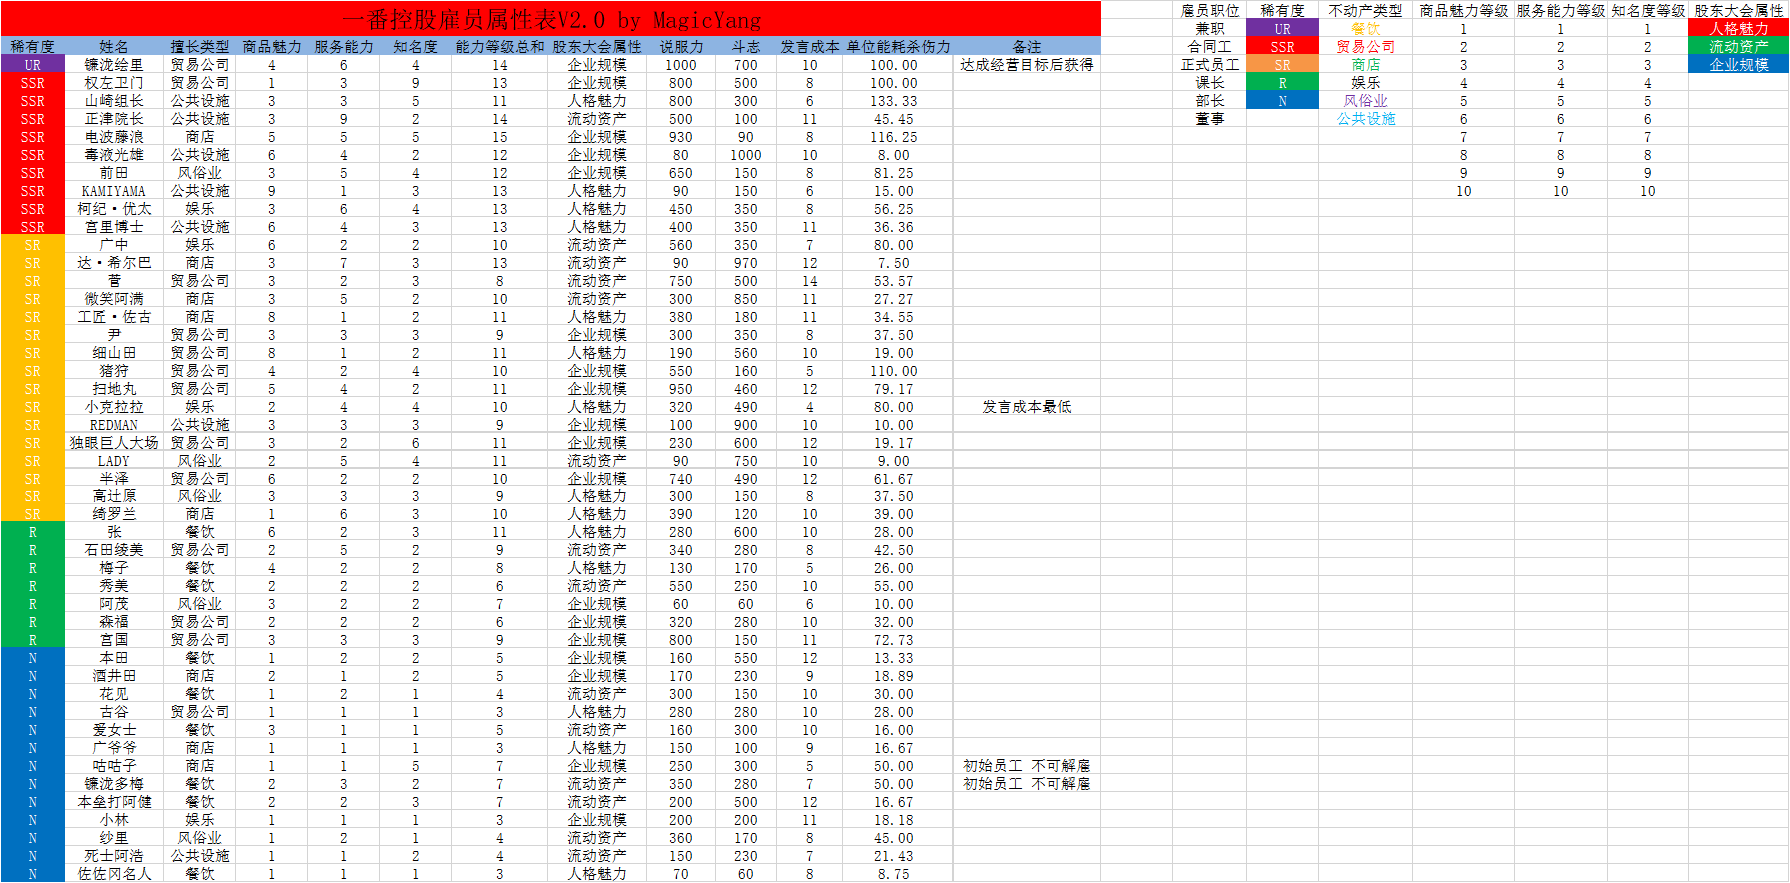 一番控股雇员属性表V2.0 by MagicYang 雇员职位 稀有度 不动产类型 商品魅力等级 服务能力等级 知名度等级 股东大会属性
兼职 UR 餐饮 1 1 1 人格魅力
稀有度 姓名 擅长类型 商品魅力 服务能力 知名度 能力等级总和 股东大会属性 说服力 斗志 发言成本 单位能耗杀伤力 备注 合同工 SSR 贸易公司 2 2 2 流动资产
UR 镰泷绘里 贸易公司 4 6 4 14 企业规模 1000 700 10 100.00 达成经营目标后获得 正式员工 SR 商店 3 3 3 企业规模
SSR 权左卫门 贸易公司 1 3 9 13 企业规模 800 500 8 100.00 课长 R 娱乐 4 4 4
SSR 山崎组长 公共设施 3 3 5 11 人格魅力 800 300 6 133.33 部长 N 风俗业 5 5 5
SSR 正津院长 公共设施 3 9 2 14 流动资产 500 100 11 45.45 董事 公共设施 6 6 6
SSR 电波藤浪 商店 5 5 5 15 企业规模 930 90 8 116.25 7 7 7
SSR 毒液光雄 公共设施 6 4 2 12 企业规模 80 1000 10 8.00 8 8 8
SSR 前田 风俗业 3 5 4 12 企业规模 650 150 8 81.25 9 9 9
SSR KAMIYAMA 公共设施 9 1 3 13 人格魅力 90 150 6 15.00 10 10 10
SSR 柯纪·优太 娱乐 3 6 4 13 人格魅力 450 350 8 56.25
SSR 宫里博士 公共设施 6 4 3 13 人格魅力 400 350 11 36.36
SR 广中 娱乐 6 2 2 10 流动资产 560 350 7 80.00
SR 达·希尔巴 商店 3 7 3 13 流动资产 90 970 12 7.50
SR 菅 贸易公司 3 2 3 8 流动资产 750 500 14 53.57
SR 微笑阿满 商店 3 5 2 10 流动资产 300 850 11 27.27
SR 工匠·佐古 商店 8 1 2 11 人格魅力 380 180 11 34.55
SR 尹 贸易公司 3 3 3 9 企业规模 300 350 8 37.50
SR 细山田 贸易公司 8 1 2 11 人格魅力 190 560 10 19.00
SR 猪狩 贸易公司 4 2 4 10 企业规模 550 160 5 110.00
SR 扫地丸 贸易公司 5 4 2 11 企业规模 950 460 12 79.17
SR 小克拉拉 娱乐 2 4 4 10 人格魅力 320 490 4 80.00 发言成本最低
SR REDMAN 公共设施 3 3 3 9 企业规模 100 900 10 10.00
SR 独眼巨人大场 贸易公司 3 2 6 11 企业规模 230 600 12 19.17
SR LADY 风俗业 2 5 4 11 流动资产 90 750 10 9.00
SR 半泽 贸易公司 6 2 2 10 企业规模 740 490 12 61.67
SR 高辻原 风俗业 3 3 3 9 人格魅力 300 150 8 37.50
SR 绮罗兰 商店 1 6 3 10 人格魅力 390 120 10 39.00
R 张 餐饮 6 2 3 11 人格魅力 280 600 10 28.00
R 石田绫美 贸易公司 2 5 2 9 流动资产 340 280 8 42.50
R 梅子 餐饮 4 2 2 8 人格魅力 130 170 5 26.00
R 秀美 餐饮 2 2 2 6 流动资产 550 250 10 55.00
R 阿茂 风俗业 3 2 2 7 企业规模 60 60 6 10.00
R 森福 贸易公司 2 2 2 6 企业规模 320 280 10 32.00
R 宫国 贸易公司 3 3 3 9 企业规模 800 150 11 72.73
N 本田 餐饮 1 2 2 5 企业规模 160 550 12 13.33
N 酒井田 商店 2 1 2 5 企业规模 170 230 9 18.89
N 花见 餐饮 1 2 1 4 流动资产 300 150 10 30.00
N 古谷 贸易公司 1 1 1 3 人格魅力 280 280 10 28.00
N 爱女士 餐饮 3 1 1 5 流动资产 160 300 10 16.00
N 广爷爷 商店 1 1 1 3 人格魅力 150 100 9 16.67
N 咕咕子 商店 1 1 5 7 企业规模 250 300 5 50.00 初始员工 不可解雇
N 镰泷多梅 餐饮 2 3 2 7 流动资产 350 280 7 50.00 初始员工 不可解雇
N 本垒打阿健 餐饮 2 2 3 7 流动资产 200 500 12 16.67
N 小林 娱乐 1 1 1 3 企业规模 200 200 11 18.18
N 纱里 风俗业 1 2 1 4 流动资产 360 170 8 45.00
N 死士阿浩 公共设施 1 1 2 4 流动资产 150 230 7 21.43
N 佐佐冈名人 餐饮 1 1 1 3 人格魅力 70 60 8 8.75